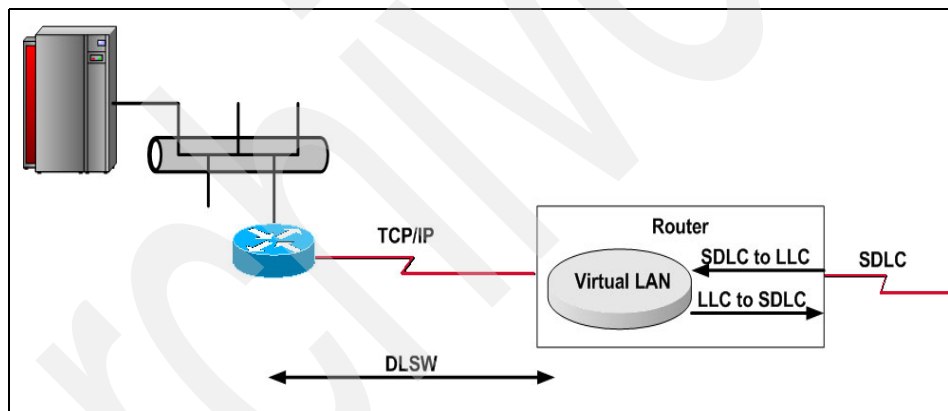 Router
TCP/IP
SDLC to LLC
SDLC
Virtual LAN
LLC to SDLC
DLSW